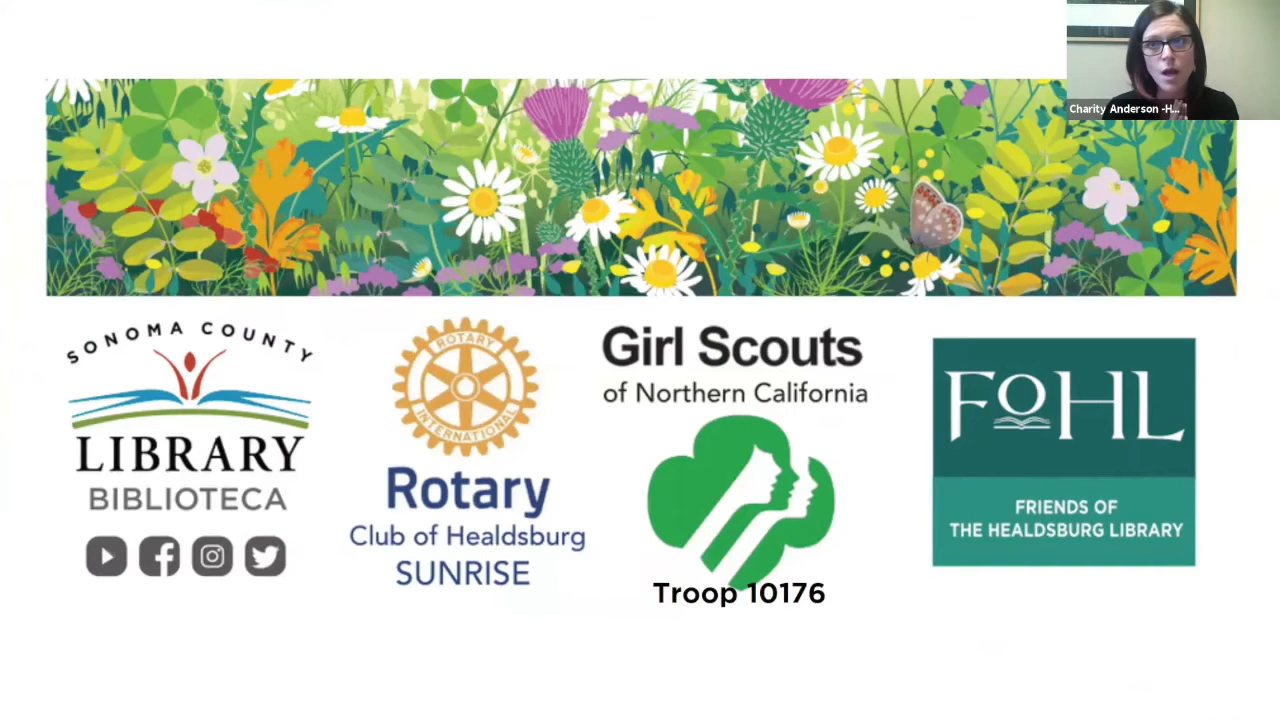 Charity Anderson -H...
SONOMA COUNTY
LIBRARY
BIBLIOTECA
ROTARY
INTERNATIONAL
Rotary
Club of Healdsburg
SUNRISE
Girl Scouts
of Northern California
Troop 10176
FOHL
FRIENDS OF
THE HEALDSBURG LIBRARY